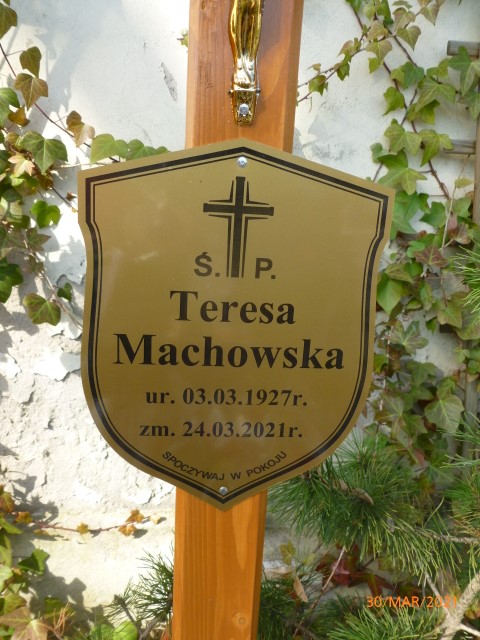 Ś. P.
Teresa
Machowska
ur. 03.03.1927r.
zm. 24.03.2021r.
SPOCZYWAJ W POKOJU
30/MAR/2021